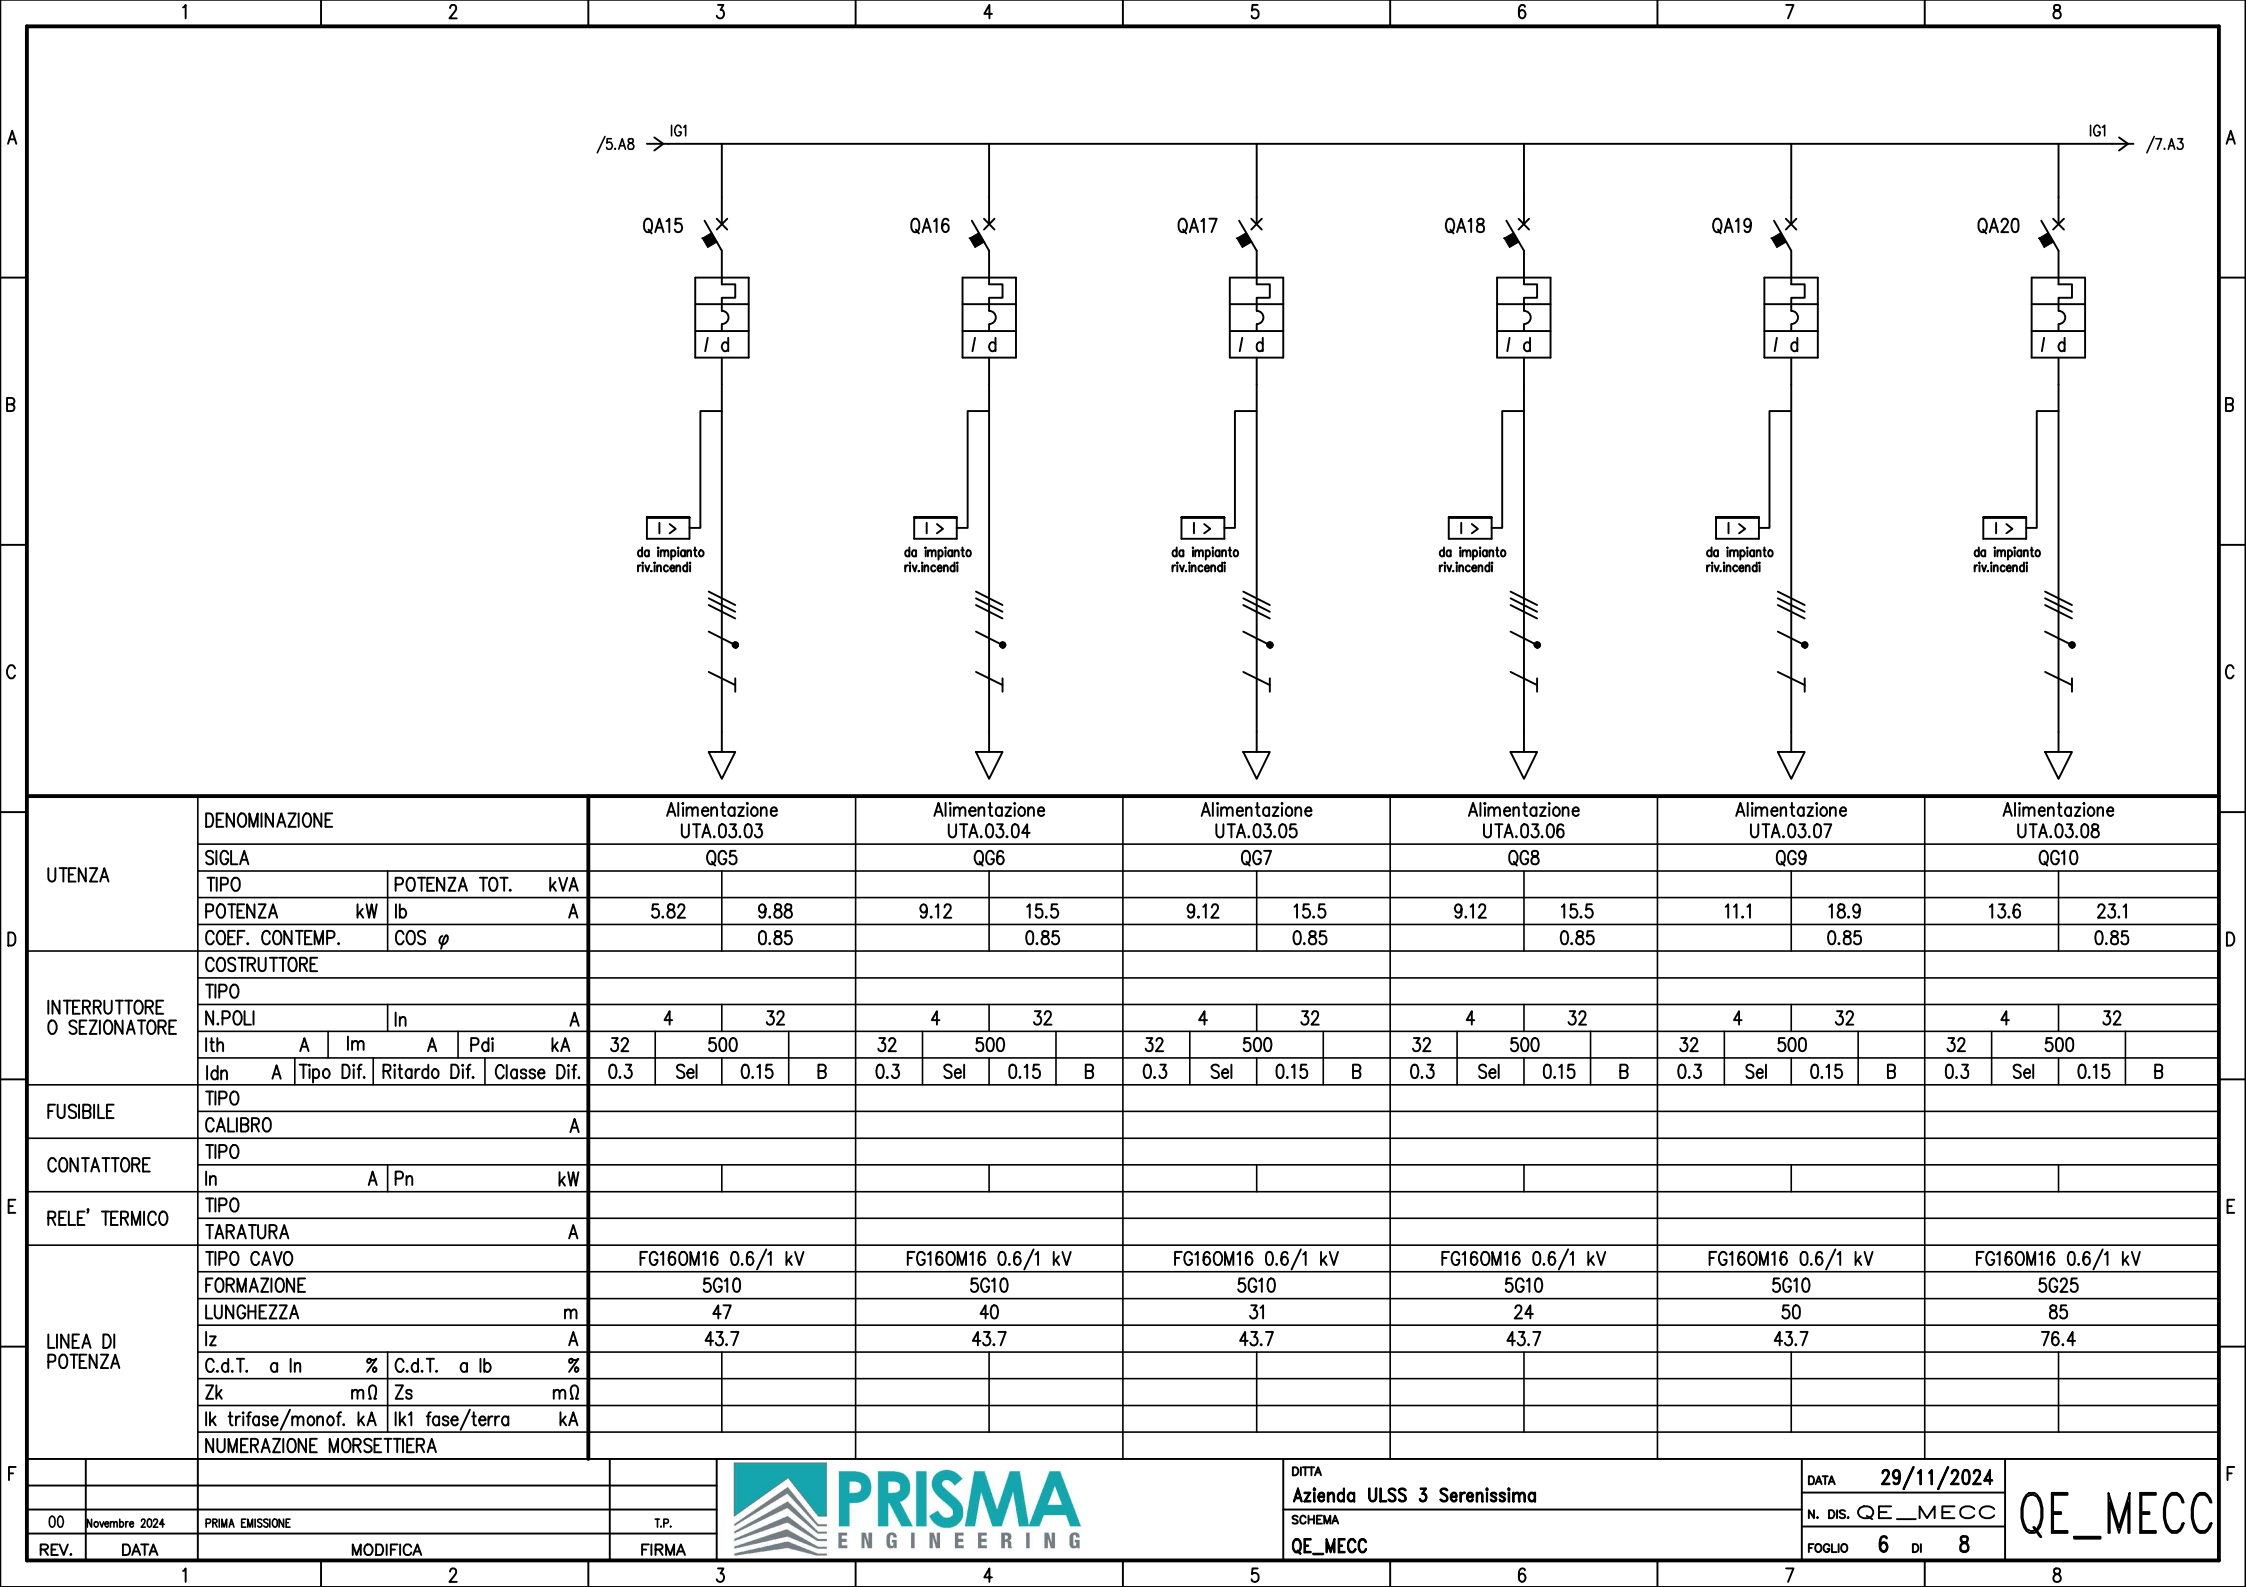 1 2 3 4 5 6 7 8
A A
/5.A8 IG1 IG1 /7.A3
QA15 QA16 QA17 QA18 QA19 QA20
I d I d I d I d I d I d
B B
I > I > I > I > I > I >
da impianto da impianto da impianto da impianto da impianto da impianto
riv.incendi riv.incendi riv.incendi riv.incendi riv.incendi riv.incendi
C C
UTENZA
DENOMINAZIONE
Alimentazione Alimentazione Alimentazione Alimentazione Alimentazione Alimentazione
UTA.03.03 UTA.03.04 UTA.03.05 UTA.03.06 UTA.03.07 UTA.03.08
SIGLA QG5 QG6 QG7 QG8 QG9 QG10
TIPO POTENZA TOT. kVA
POTENZA kW Ib A 5.82 9.88 9.12 15.5 9.12 15.5 9.12 15.5 11.1 18.9 13.6 23.1
D D
COEF. CONTEMP. COS φ 0.85 0.85 0.85 0.85 0.85 0.85
INTERRUTTORE
O SEZIONATORE
COSTRUTTORE
TIPO
N.POLI In A 4 32 4 32 4 32 4 32 4 32 4 32
Ith A Im A Pdi kA 32 500 32 500 32 500 32 500 32 500 32 500
Idn A Tipo Dif. Ritardo Dif. Classe Dif. 0.3 Sel 0.15 B 0.3 Sel 0.15 B 0.3 Sel 0.15 B 0.3 Sel 0.15 B 0.3 Sel 0.15 B 0.3 Sel 0.15 B
FUSIBILE
TIPO
CALIBRO A
CONTATTORE
TIPO
In A Pn kW
E E
RELE' TERMICO
TIPO
TARATURA A
LINEA DI
POTENZA
TIPO CAVO FG16OM16 0.6/1 kV FG16OM16 0.6/1 kV FG16OM16 0.6/1 kV FG16OM16 0.6/1 kV FG16OM16 0.6/1 kV FG16OM16 0.6/1 kV
FORMAZIONE 5G10 5G10 5G10 5G10 5G10 5G25
LUNGHEZZA m 47 40 31 24 50 85
Iz A 43.7 43.7 43.7 43.7 43.7 76.4
C.d.T. a In % C.d.T. a Ib %
Zk mΩ Zs mΩ
Ik trifase/monof. kA Ik1 fase/terra kA
NUMERAZIONE MORSETTIERA
F F
00 Novembre 2024 PRIMA EMISSIONE T.P.
REV. DATA MODIFICA FIRMA
PRISMA
ENGINEERING
DITTA
Azienda ULSS 3 Serenissima
SCHEMA
QE_MECC
DATA 29/11/2024
N. DIS. QE_MECC
FOGLIO 6 DI 8
QE_MECC
1 2 3 4 5 6 7 8